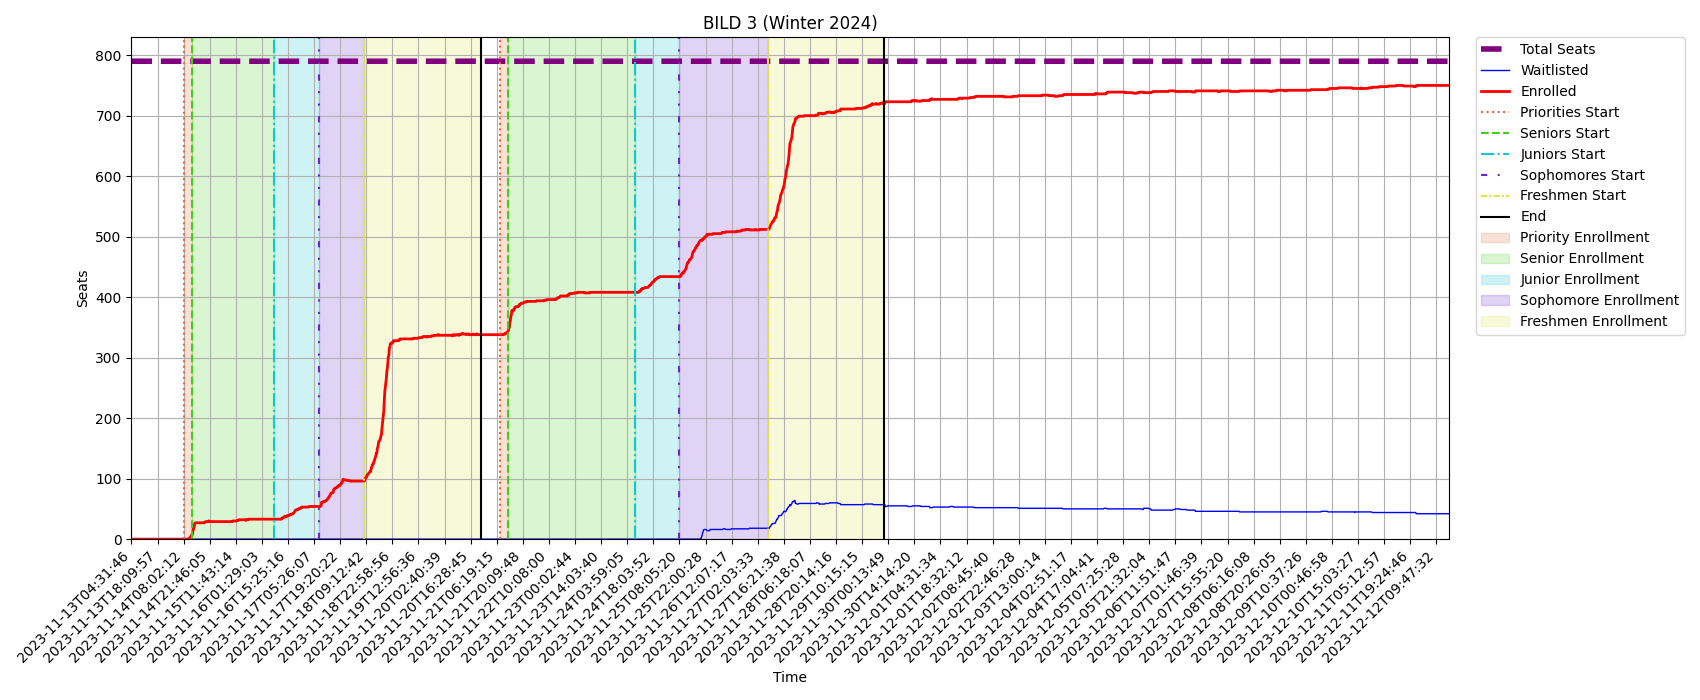 BILD 3 (Winter 2024)
Seats
800
700
600
500
400
300
200
100
0
2023-11-13T04:31:46
2023-11-13T18:09:57
2023-11-14T08:02:12
2023-11-14T21:46:05
2023-11-15T11:43:14
2023-11-16T01:29:03
2023-11-16T15:25:16
2023-11-17T05:26:07
2023-11-17T19:20:22
2023-11-18T09:12:42
2023-11-18T22:58:56
2023-11-19T12:56:36
2023-11-20T02:40:39
2023-11-20T16:28:45
2023-11-21T06:19:15
2023-11-21T20:09:48
2023-11-22T10:08:00
2023-11-23T00:02:44
2023-11-23T14:03:40
2023-11-24T03:59:05
2023-11-24T18:03:52
2023-11-25T08:05:20
2023-11-25T22:00:28
2023-11-26T12:07:17
2023-11-27T02:03:33
2023-11-27T16:21:38
2023-11-28T06:18:07
2023-11-28T20:14:16
2023-11-29T10:15:15
2023-11-30T00:13:49
2023-11-30T14:14:20
2023-12-01T04:31:34
2023-12-01T18:32:12
2023-12-02T08:45:40
2023-12-02T22:46:28
2023-12-03T13:00:14
2023-12-04T02:51:17
2023-12-04T17:04:41
2023-12-05T07:25:28
2023-12-05T21:32:04
2023-12-06T11:51:47
2023-12-07T01:46:39
2023-12-07T15:55:20
2023-12-08T06:16:08
2023-12-08T20:26:05
2023-12-09T10:37:26
2023-12-10T00:46:58
2023-12-10T15:03:27
2023-12-11T05:12:57
2023-12-11T19:24:46
2023-12-12T09:47:32
Time
Total Seats
Waitlisted
Enrolled
Priorities Start
Seniors Start
Juniors Start
Sophomores Start
Freshmen Start
End
Priority Enrollment
Senior Enrollment
Junior Enrollment
Sophomore Enrollment
Freshmen Enrollment